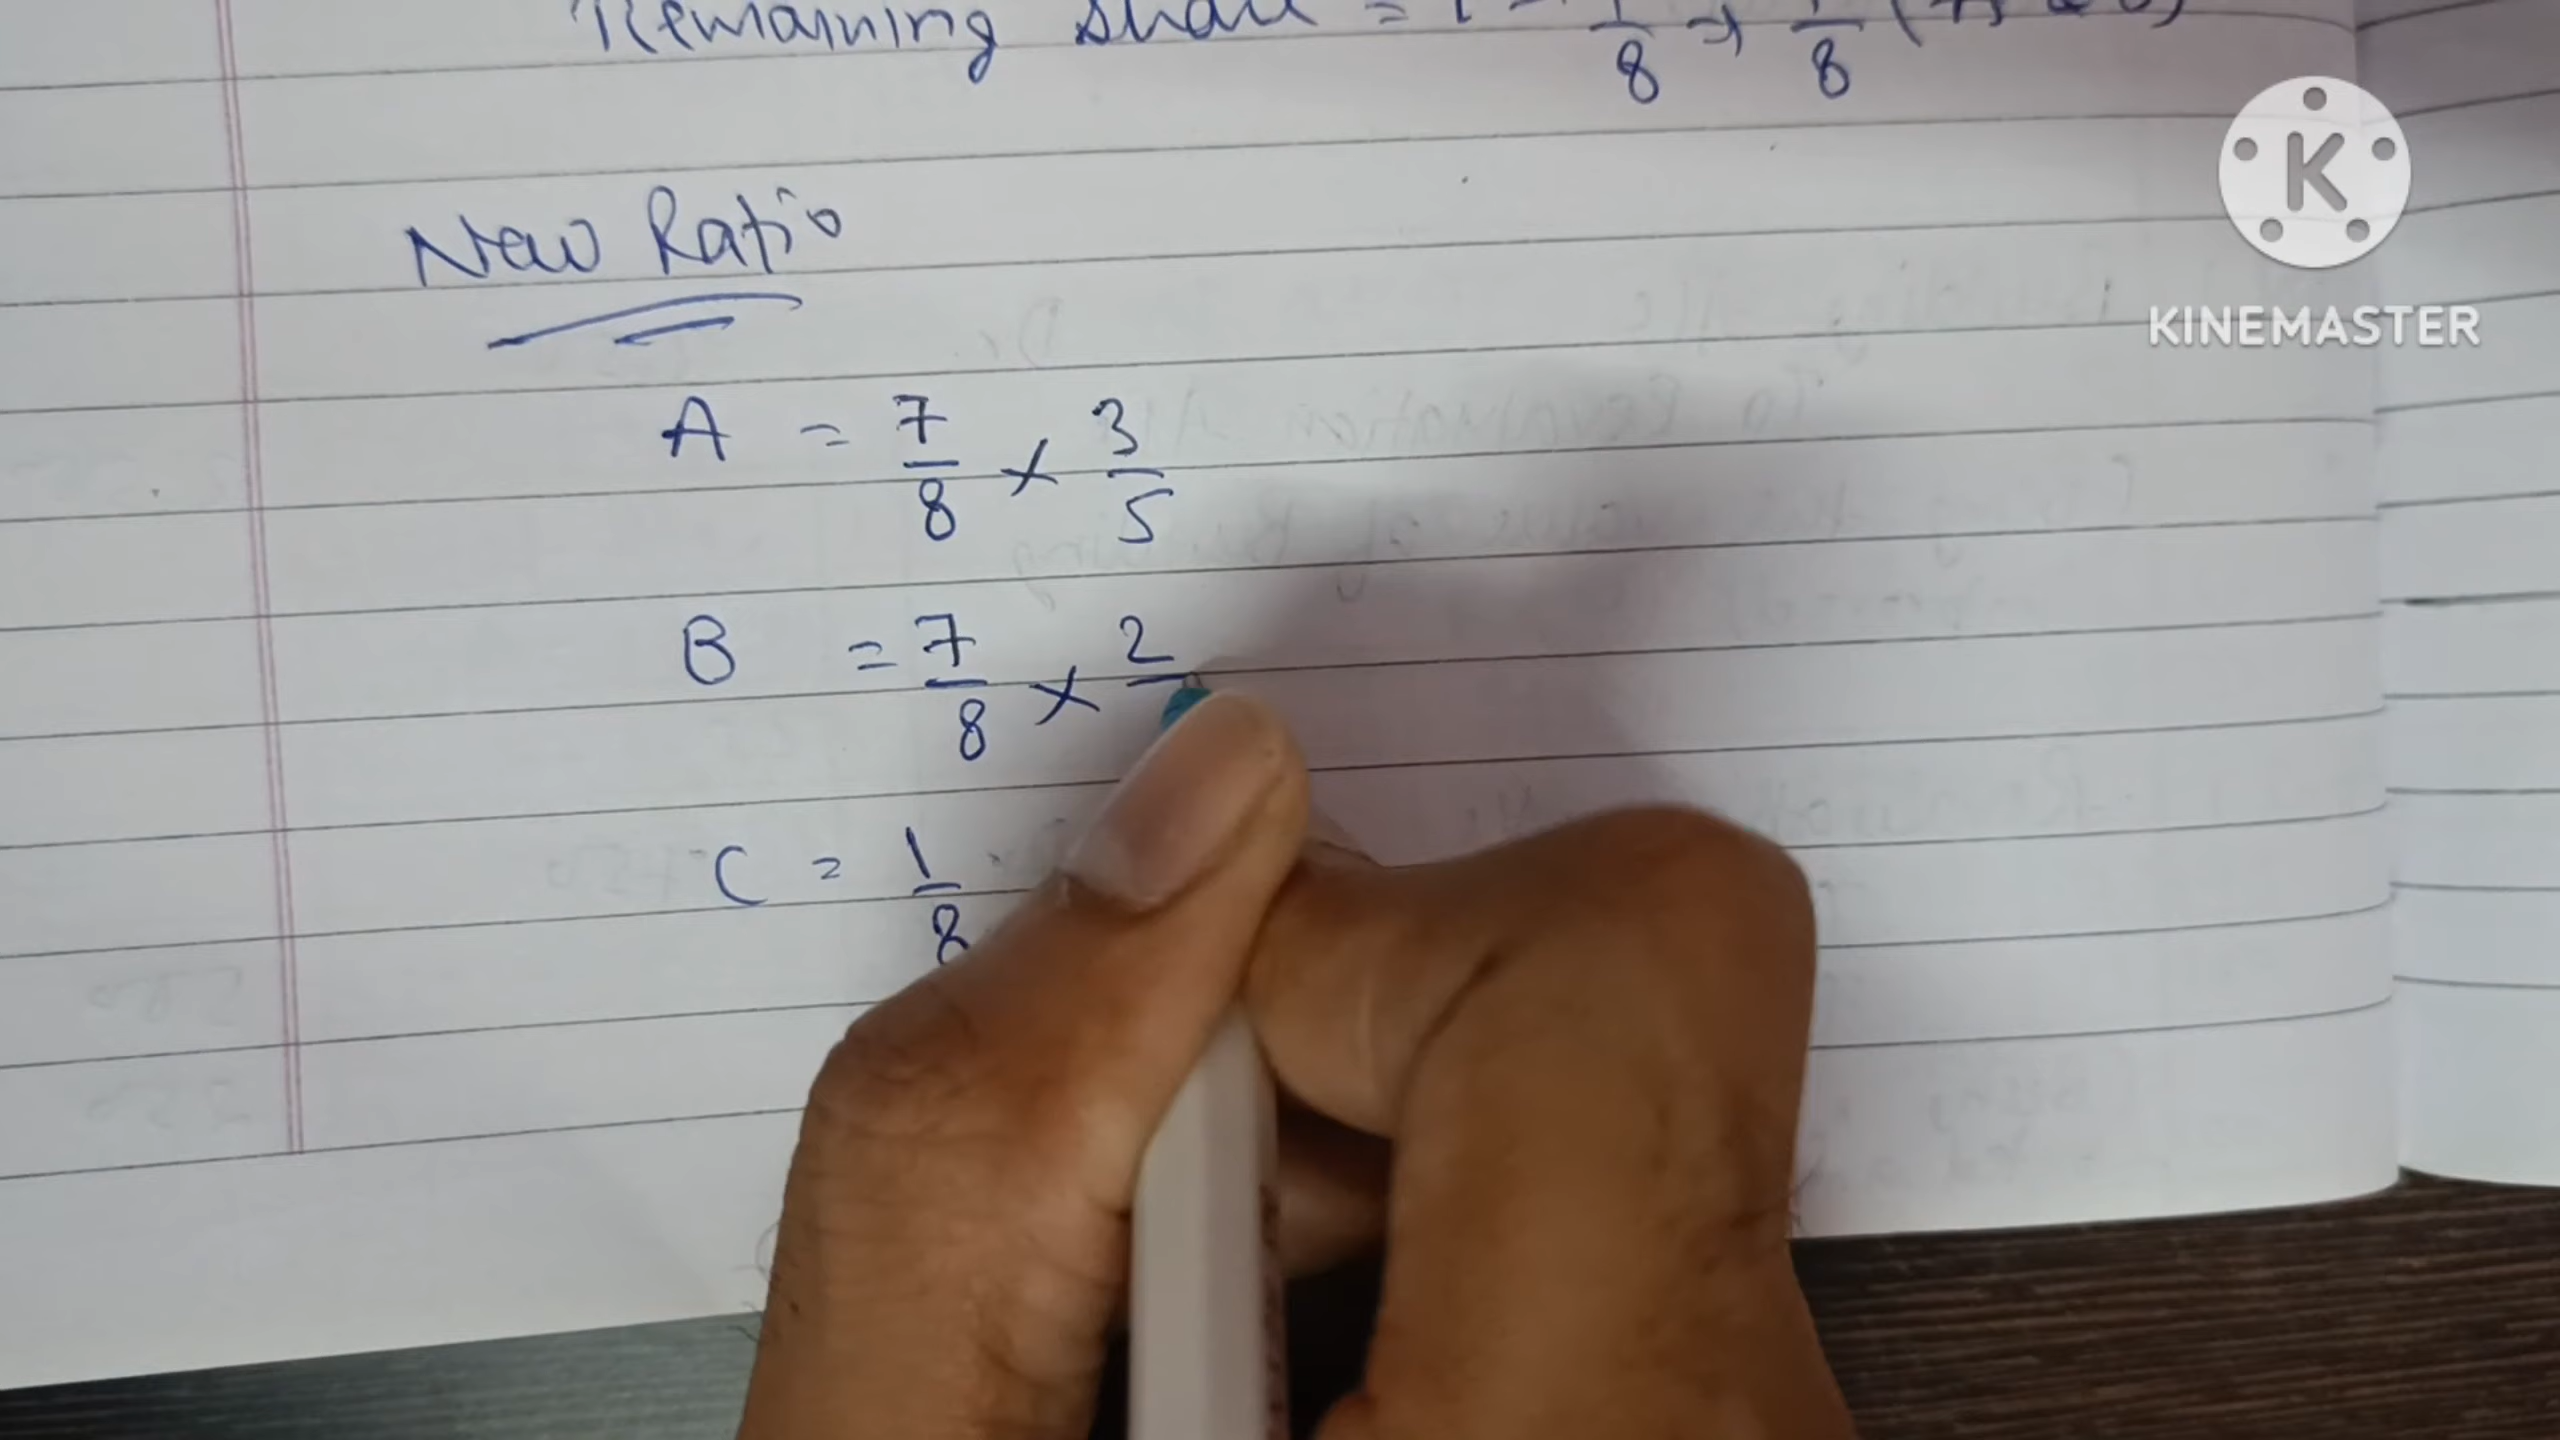 Remaining Share = 1 - 1/8 → 7/8 (
New Ratio
KINEMASTER
A = 7/8 × 3/5
B = 7/8 × 2
C = 1/8